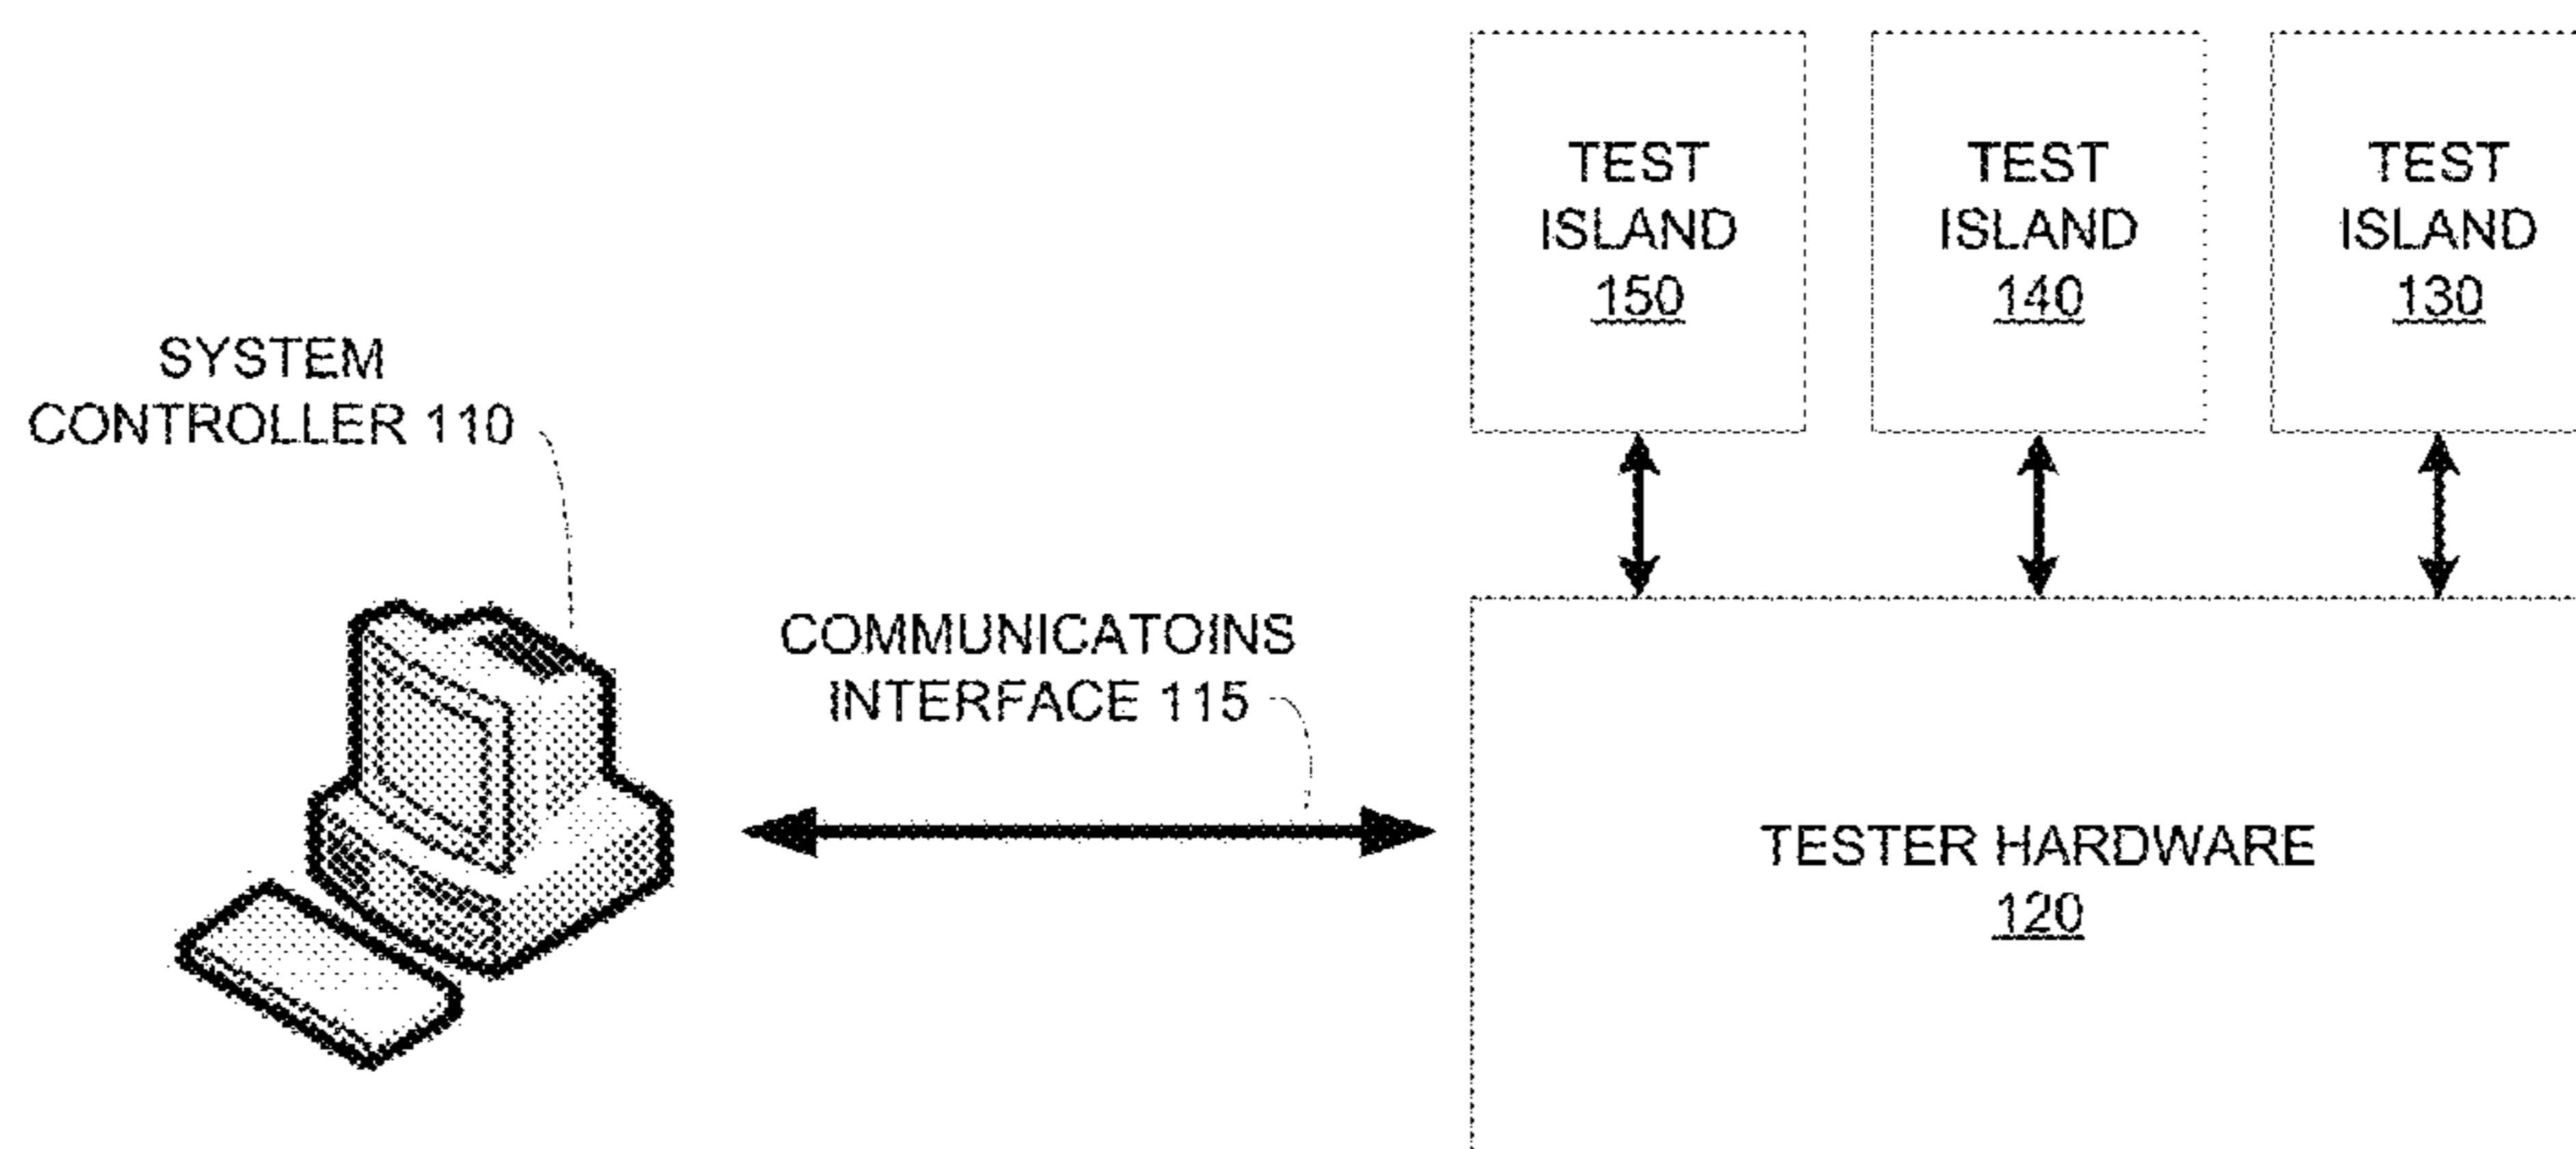 TEST
ISLAND
150
TEST
ISLAND
140
TEST
ISLAND
130
SYSTEM
CONTROLLER 110
COMMUNICATOINS
INTERFACE 115
TESTER HARDWARE
120